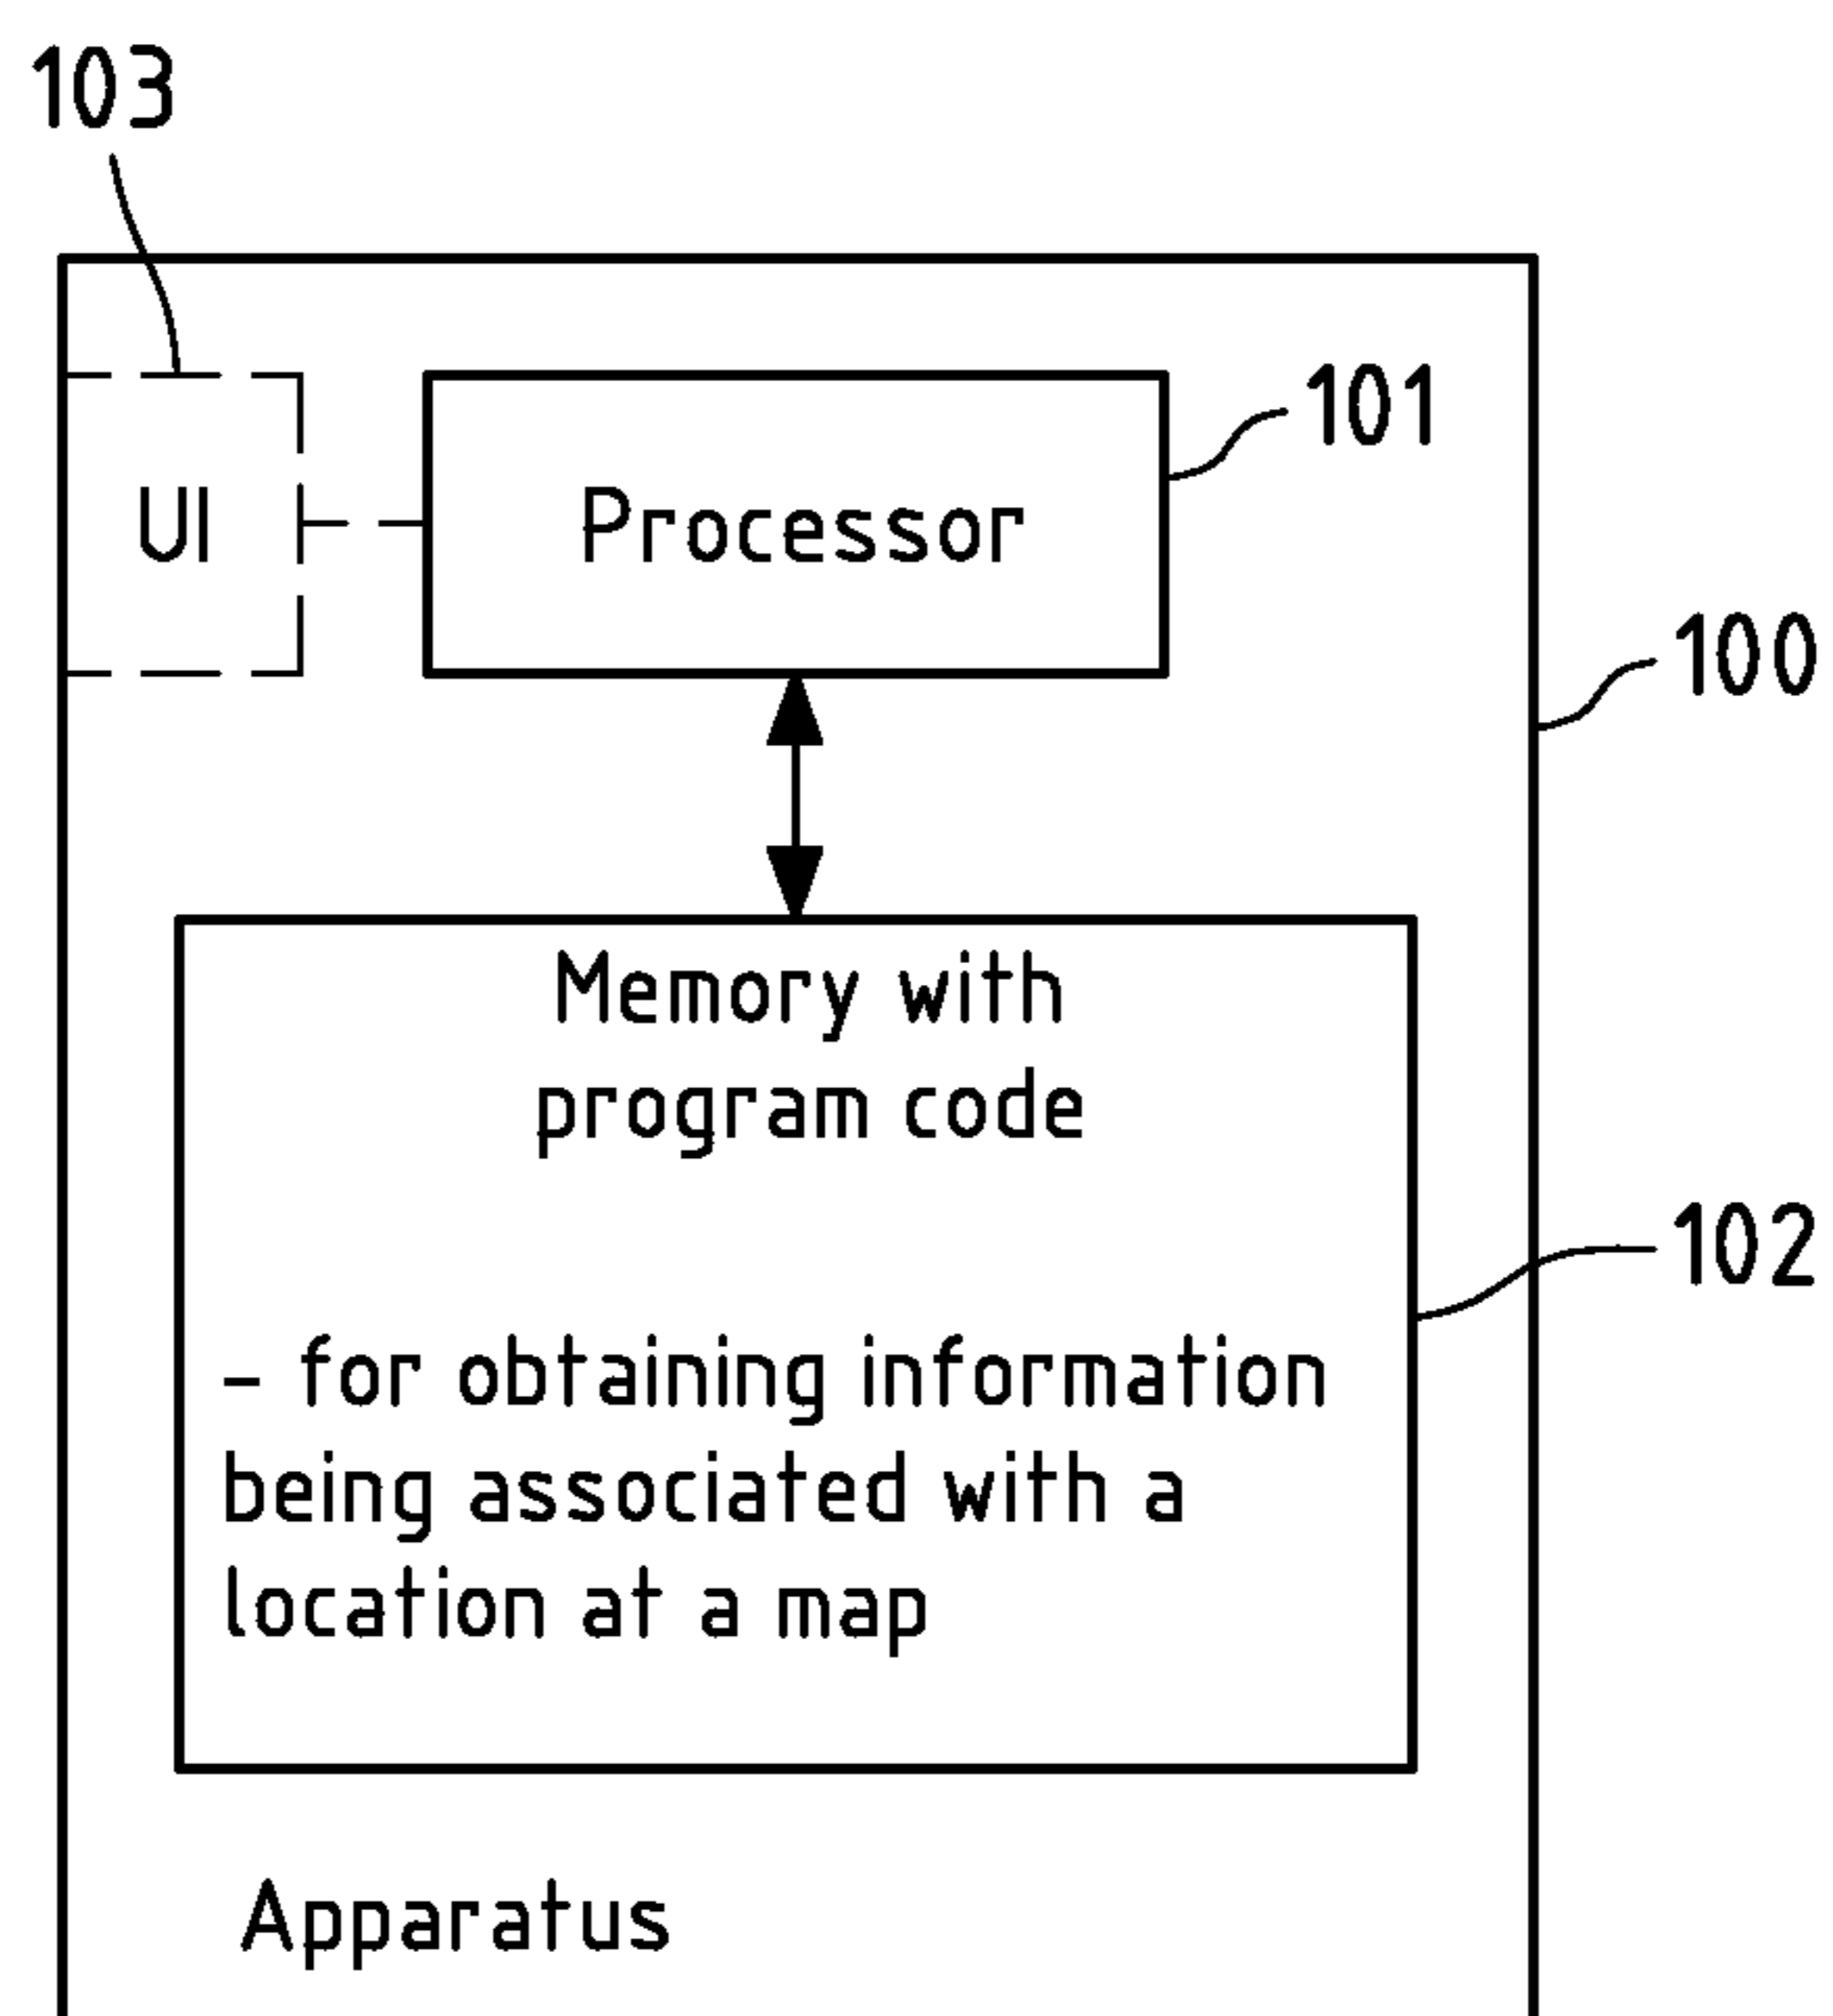 103
101
UI
Processor
100
Memory with
program code
102
- for obtaining information
being associated with a
location at a map
Apparatus